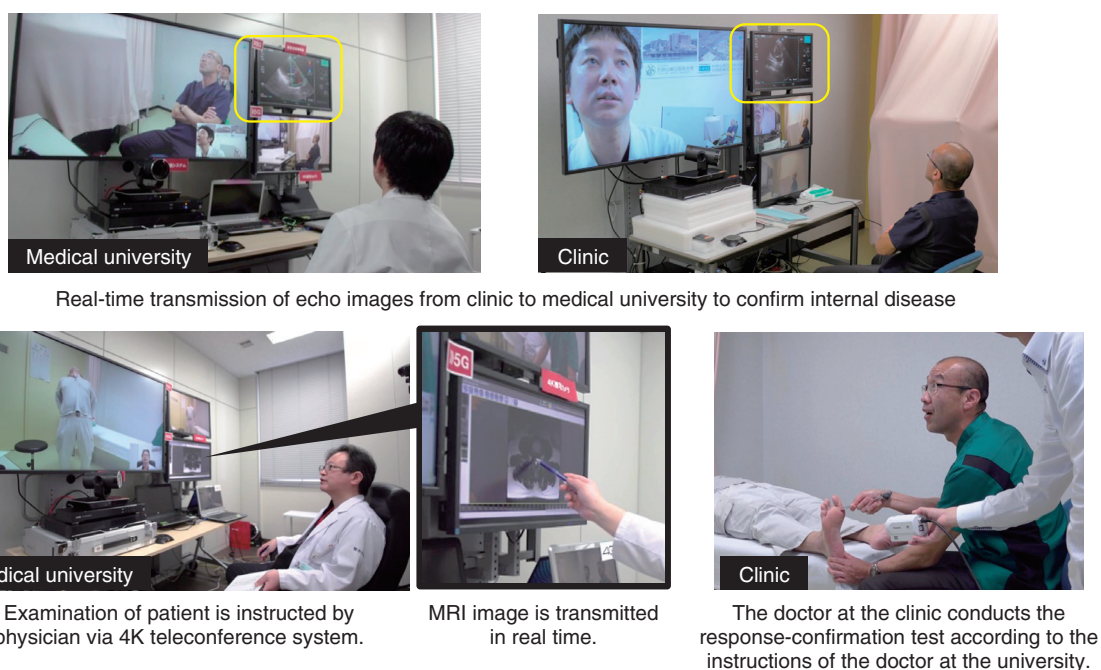 Medical university
Clinic
Real-time transmission of echo images from clinic to medical university to confirm internal disease
5G
dical university
Clinic
Examination of patient is instructed by
physician via 4K teleconference system.
MRI image is transmitted
in real time.
The doctor at the clinic conducts the
response-confirmation test according to the
instructions of the doctor at the university.